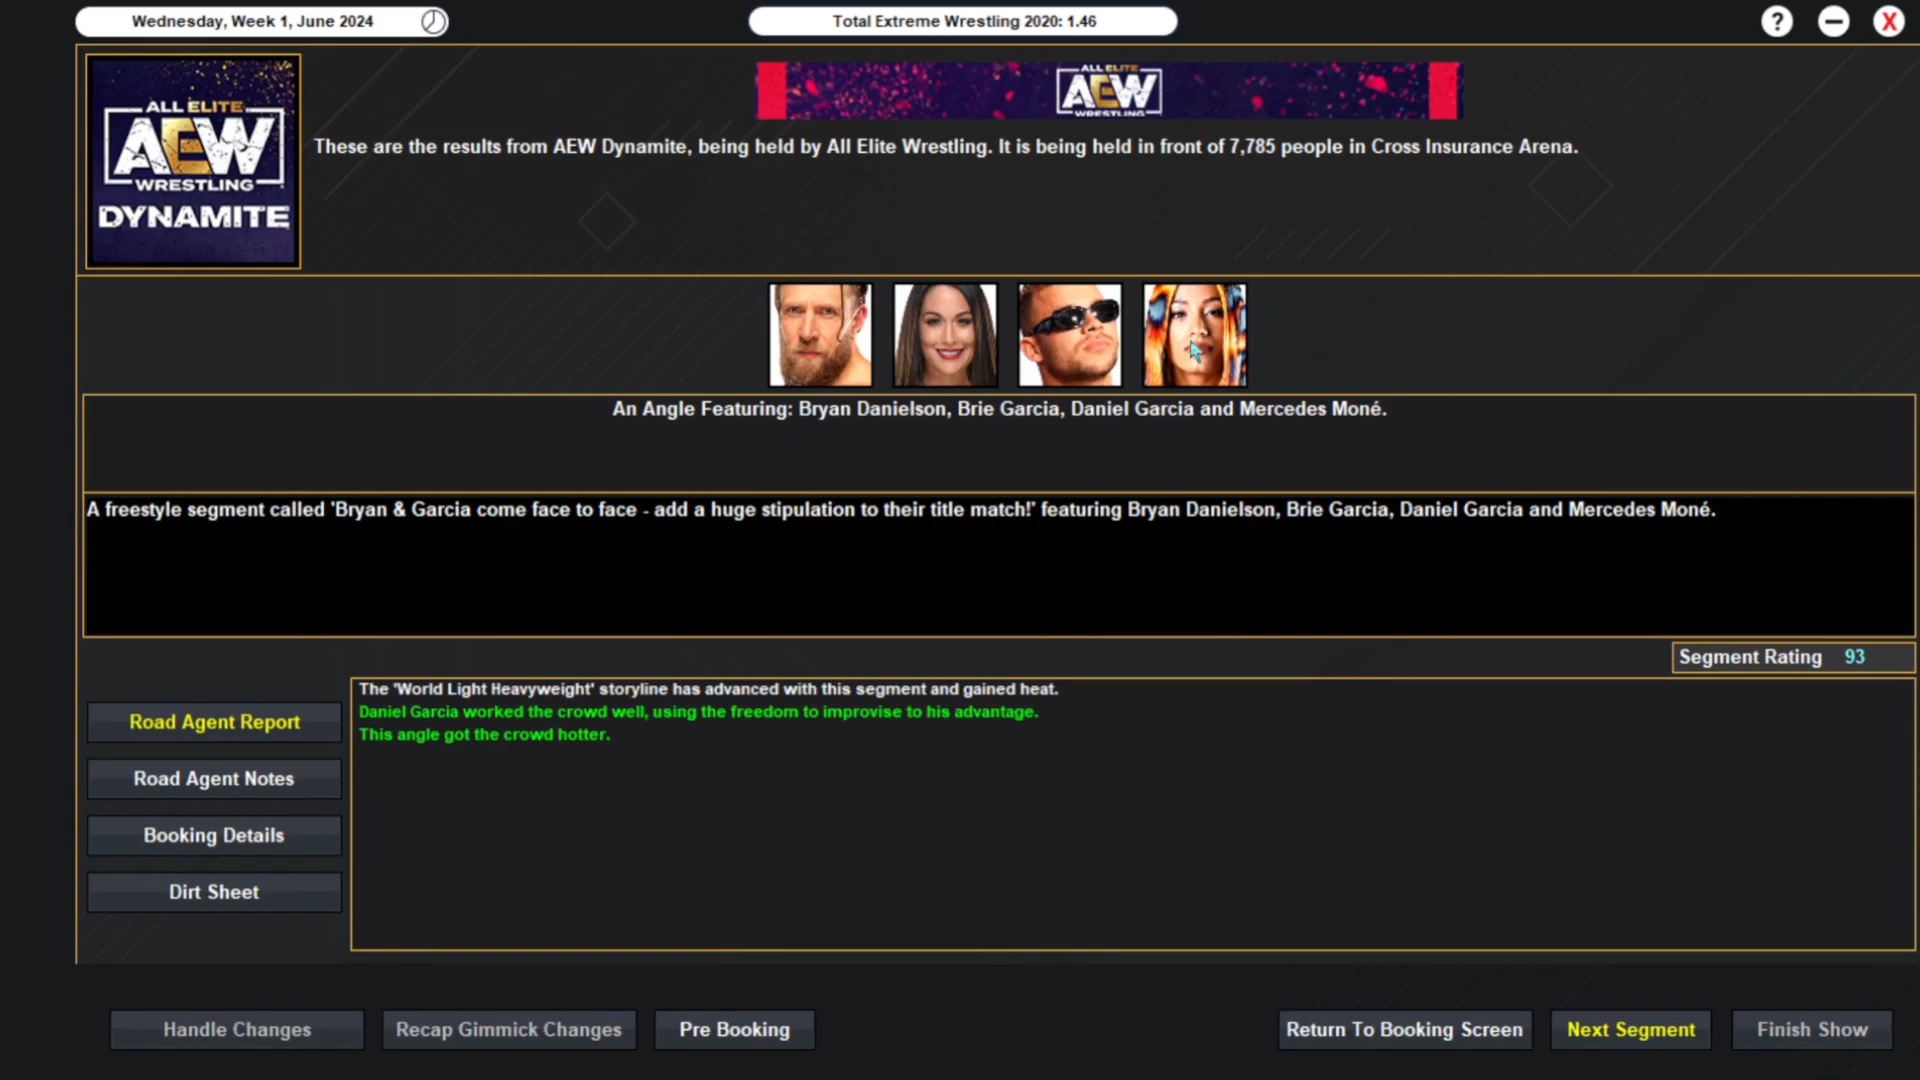 Wednesday, Week 1, June 2024
Total Extreme Wrestling 2020: 1.46
?
X
ALL ELITE
AEW
WRESTLING
DYNAMITE
ALL ELITE
AEW
WRESTLING
These are the results from AEW Dynamite, being held by All Elite Wrestling. It is being held in front of 7,785 people in Cross Insurance Arena.
An Angle Featuring: Bryan Danielson, Brie Garcia, Daniel Garcia and Mercedes Moné.
A freestyle segment called 'Bryan & Garcia come face to face - add a huge stipulation to their title match!' featuring Bryan Danielson, Brie Garcia, Daniel Garcia and Mercedes Moné.
Segment Rating 93
Road Agent Report
Road Agent Notes
Booking Details
Dirt Sheet
The 'World Light Heavyweight' storyline has advanced with this segment and gained heat.
Daniel Garcia worked the crowd well, using the freedom to improvise to his advantage.
This angle got the crowd hotter.
Handle Changes
Recap Gimmick Changes
Pre Booking
Return To Booking Screen
Next Segment
Finish Show